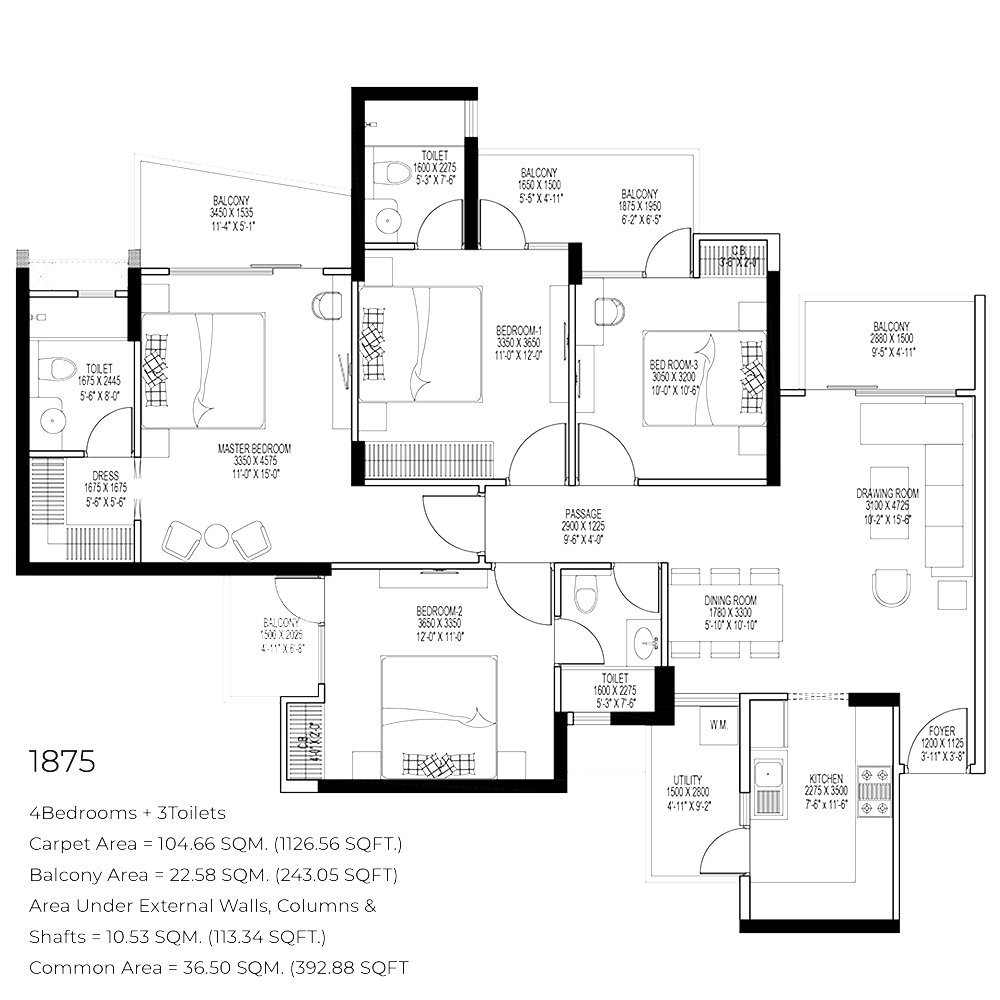 TOILET
1600 X 2275
5'-3" X 7'-6"
BALCONY
1650 X 1500
5'-5" X 4'-11"
BALCONY
1875 X 1950
6'-2" X 6'-5"
BALCONY
3450 X 1535
11'-4" X 5'-1"
C.B.
3'-6" X 2'-0"
BALCONY
2880 X 1500
9'-5" X 4'-11"
BEDROOM-1
3350 X 3650
11'-0" X 12'-0"
BED ROOM-3
3050 X 3200
10'-0" X 10'-6"
TOILET
1675 X 2445
5'-6" X 8'-0"
MASTER BEDROOM
3350 X 4575
11'-0" X 15'-0"
DRESS
1675 X 1675
5'-6" X 5'-6"
DRAWING ROOM
3100 X 4725
10'-2" X 15'-6"
PASSAGE
2900 X 1225
9'-6" X 4'-0"
DINING ROOM
1780 X 3300
5'-10" X 10'-10"
BEDROOM-2
3650 X 3350
12'-0" X 11'-0"
BALCONY
1500 X 2025
4'-11" X 6'-8"
TOILET
1600 X 2275
5'-3" X 7'-6"
C.B.
4'-0" X 2'-0"
W.M.
FOYER
1200 X 1125
3'-11" X 3'-8"
UTILITY
1500 X 2800
4'-11" X 9'-2"
KITCHEN
2275 X 3500
7'-6" x 11'-6"
1875
4Bedrooms + 3Toilets
Carpet Area = 104.66 SQM. (1126.56 SQFT.)
Balcony Area = 22.58 SQM. (243.05 SQFT)
Area Under External Walls, Columns &
Shafts = 10.53 SQM. (113.34 SQFT.)
Common Area = 36.50 SQM. (392.88 SQFT